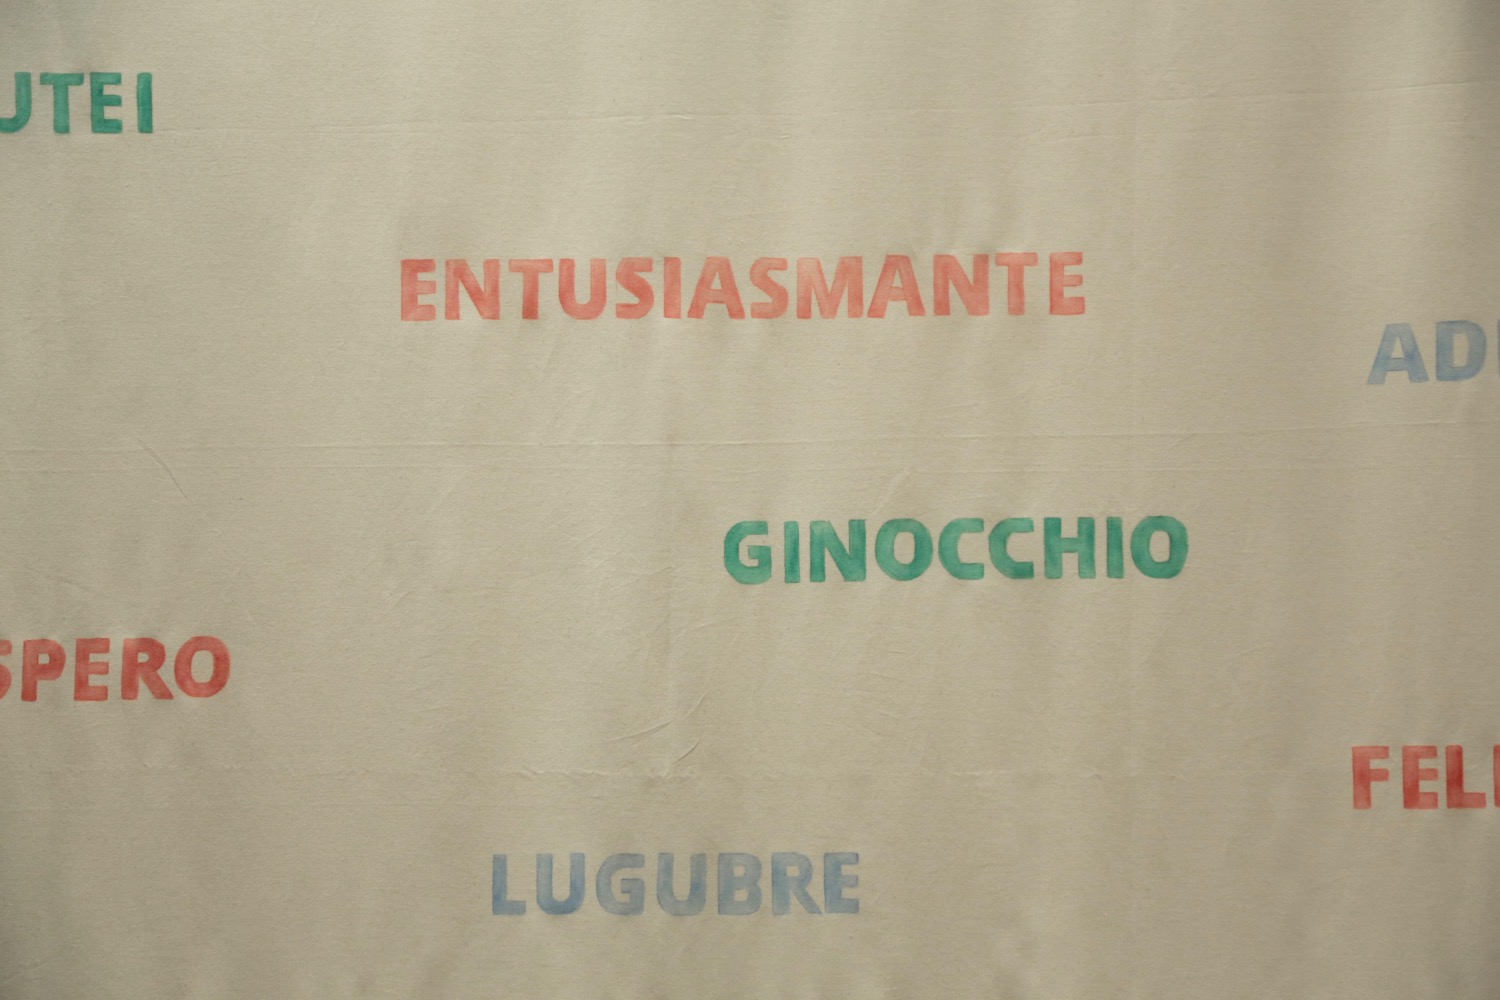 UTEI
ENTUSIASMANTE
AD
GINOCCHIO
SPERO
FEL
LUGUBRE